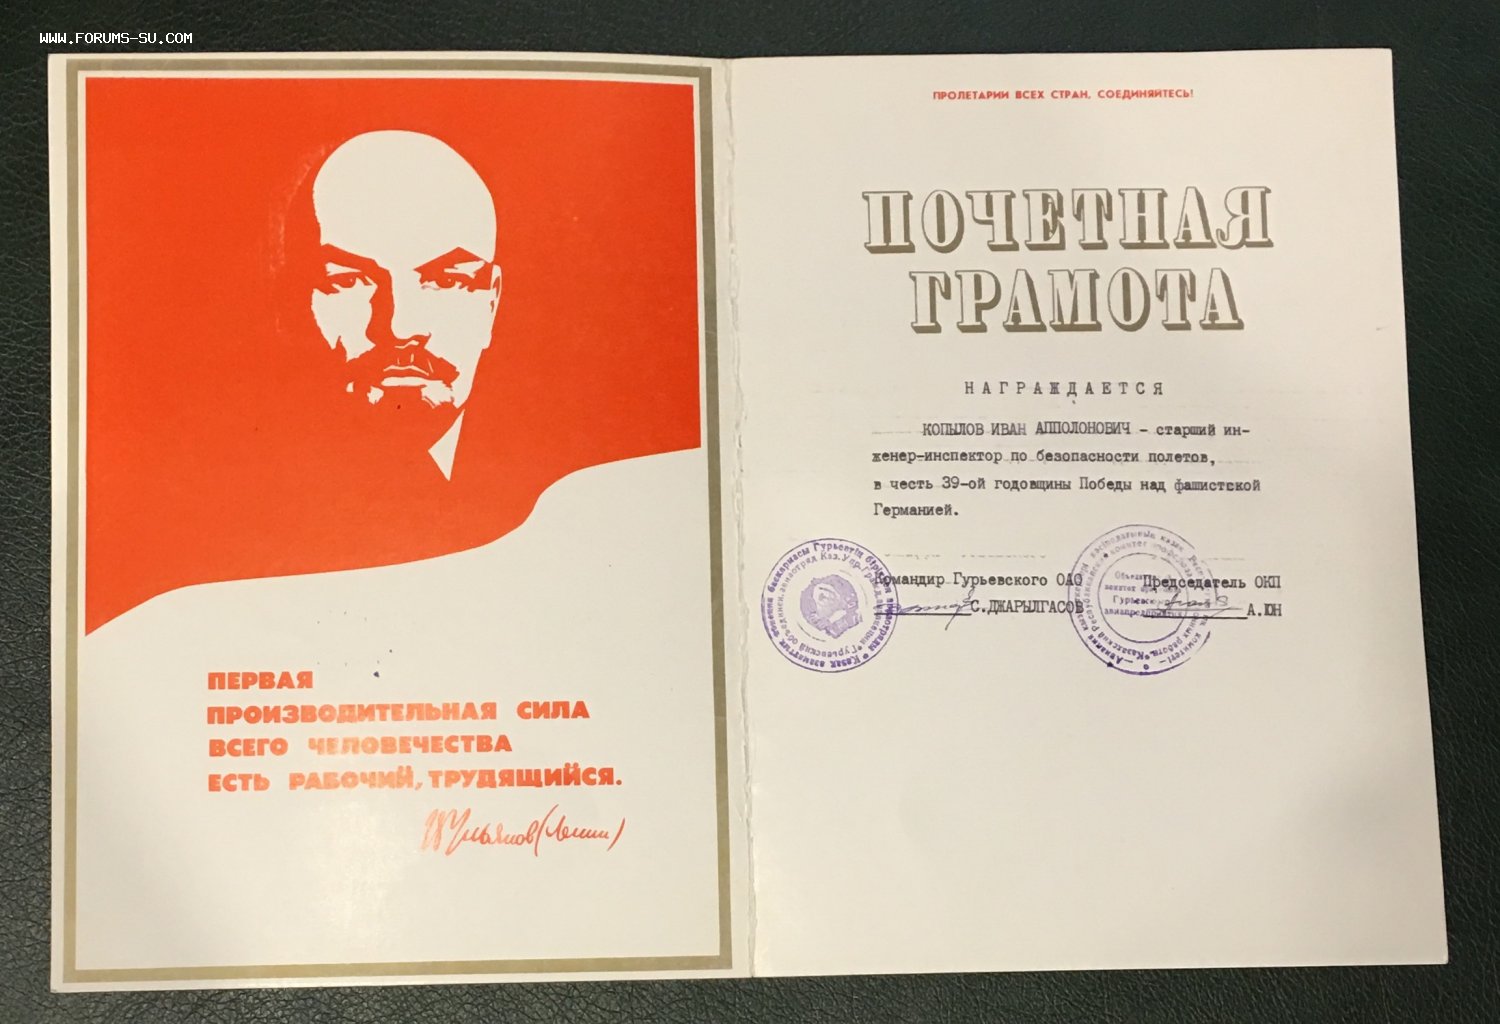 WWW.FORUMS-SU.COM
ПЕРВАЯ
ПРОИЗВОДИТЕЛЬНАЯ СИЛА
ВСЕГО ЧЕЛОВЕЧЕСТВА
ЕСТЬ РАБОЧИЙ, ТРУДЯЩИЙСЯ.
В Ульянов (Ленин)
ПРОЛЕТАРИИ ВСЕХ СТРАН, СОЕДИНЯЙТЕСЬ!
ПОЧЕТНАЯ
ГРАМОТА
НАГРАЖДАЕТСЯ
КОПЫЛОВ ИВАН АППОЛОНОВИЧ - старший ин-
женер-инспектор по безопасности полетов,
в честь 39-ой годовщины Победы над фашистской
Германией.
Командир Гурьевского ОАО Председатель ОКП
С.ДЖАРЫЛГАСОВ А.ЮН